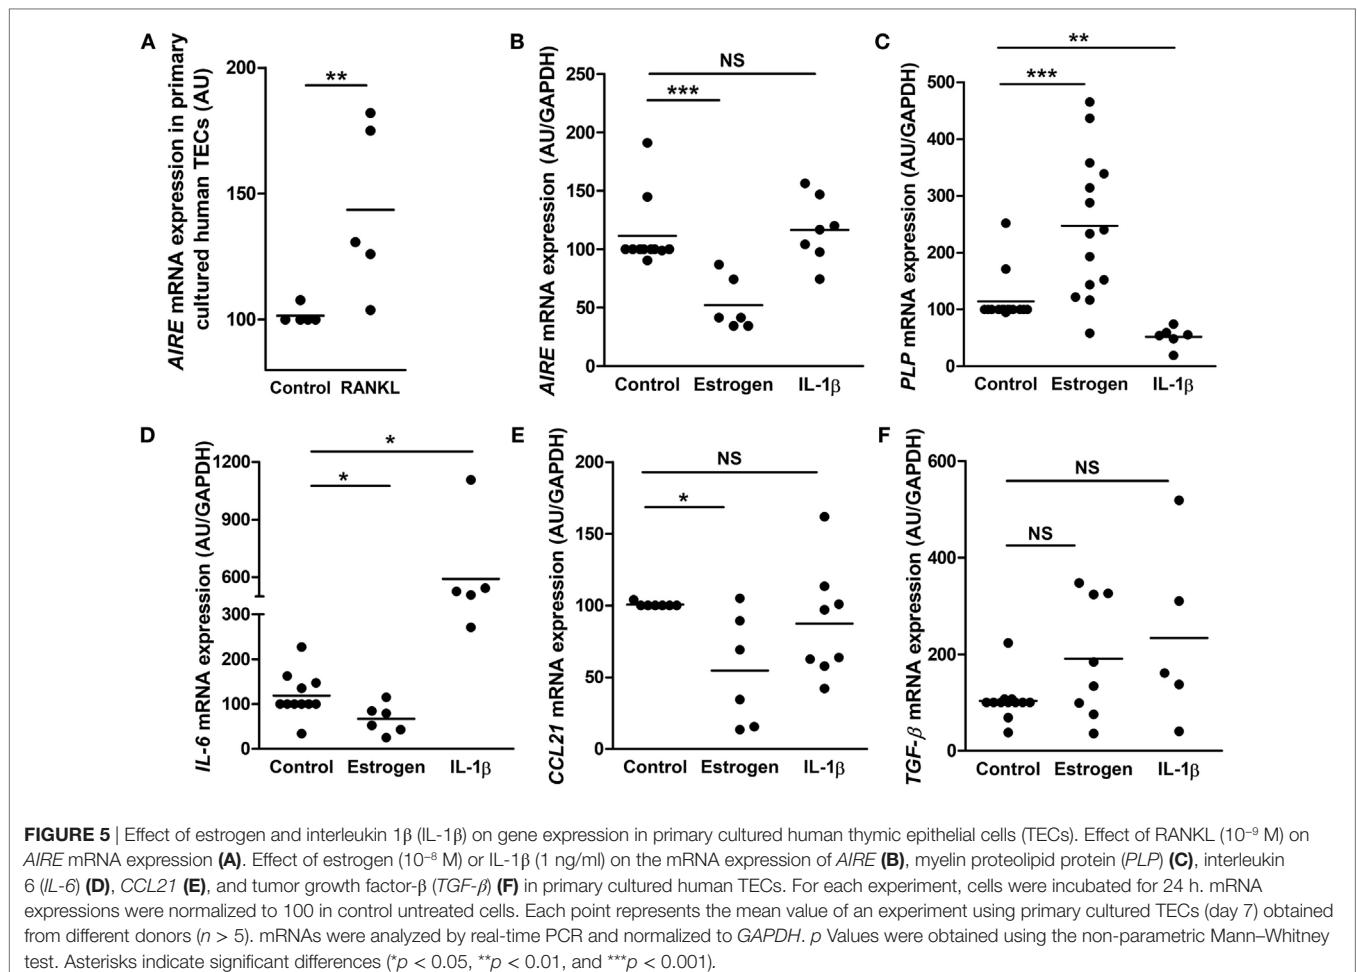 A
AIRE mRNA expression in primary
cultured human TECs (AU)
200
150
100
**
Control RANKL
B
AIRE mRNA expression (AU/GAPDH)
250
200
150
100
50
0
NS
***
Control Estrogen IL-1β
C
PLP mRNA expression (AU/GAPDH)
500
400
300
200
100
0
**
***
Control Estrogen IL-1β
D
IL-6 mRNA expression (AU/GAPDH)
1200
900
600
300
200
100
0
*
*
Control Estrogen IL-1β
E
CCL21 mRNA expression (AU/GAPDH)
200
150
100
50
0
NS
*
Control Estrogen IL-1β
F
TGF-β mRNA expression (AU/GAPDH)
600
400
200
0
NS
NS
Control Estrogen IL-1β
FIGURE 5 | Effect of estrogen and interleukin 1β (IL-1β) on gene expression in primary cultured human thymic epithelial cells (TECs). Effect of RANKL (10⁻⁹ M) on
AIRE mRNA expression (A). Effect of estrogen (10⁻⁸ M) or IL-1β (1 ng/ml) on the mRNA expression of AIRE (B), myelin proteolipid protein (PLP) (C), interleukin
6 (IL-6) (D), CCL21 (E), and tumor growth factor-β (TGF-β) (F) in primary cultured human TECs. For each experiment, cells were incubated for 24 h. mRNA
expressions were normalized to 100 in control untreated cells. Each point represents the mean value of an experiment using primary cultured TECs (day 7) obtained
from different donors (n > 5). mRNAs were analyzed by real-time PCR and normalized to GAPDH. p Values were obtained using the non-parametric Mann–Whitney
test. Asterisks indicate significant differences (*p < 0.05, **p < 0.01, and ***p < 0.001).